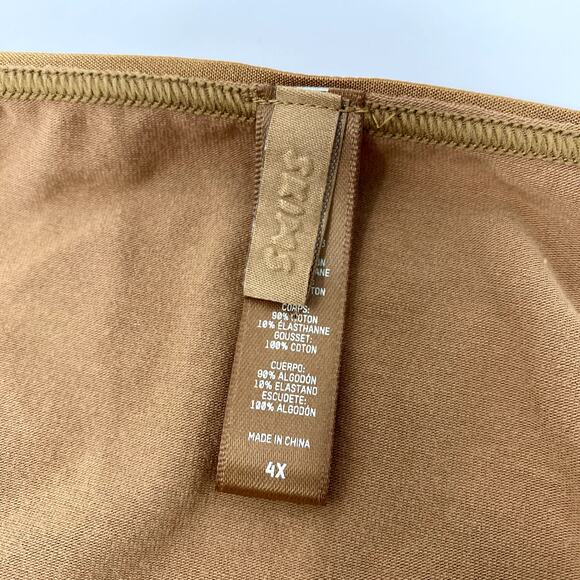 SKIMS
CORPS:
90% COTON
10% ÉLASTHANNE
GOUSSET:
100% COTON
CUERPO:
90% ALGODÓN
10% ELASTANO
ESCUDETE:
100% ALGODÓN
MADE IN CHINA
4X